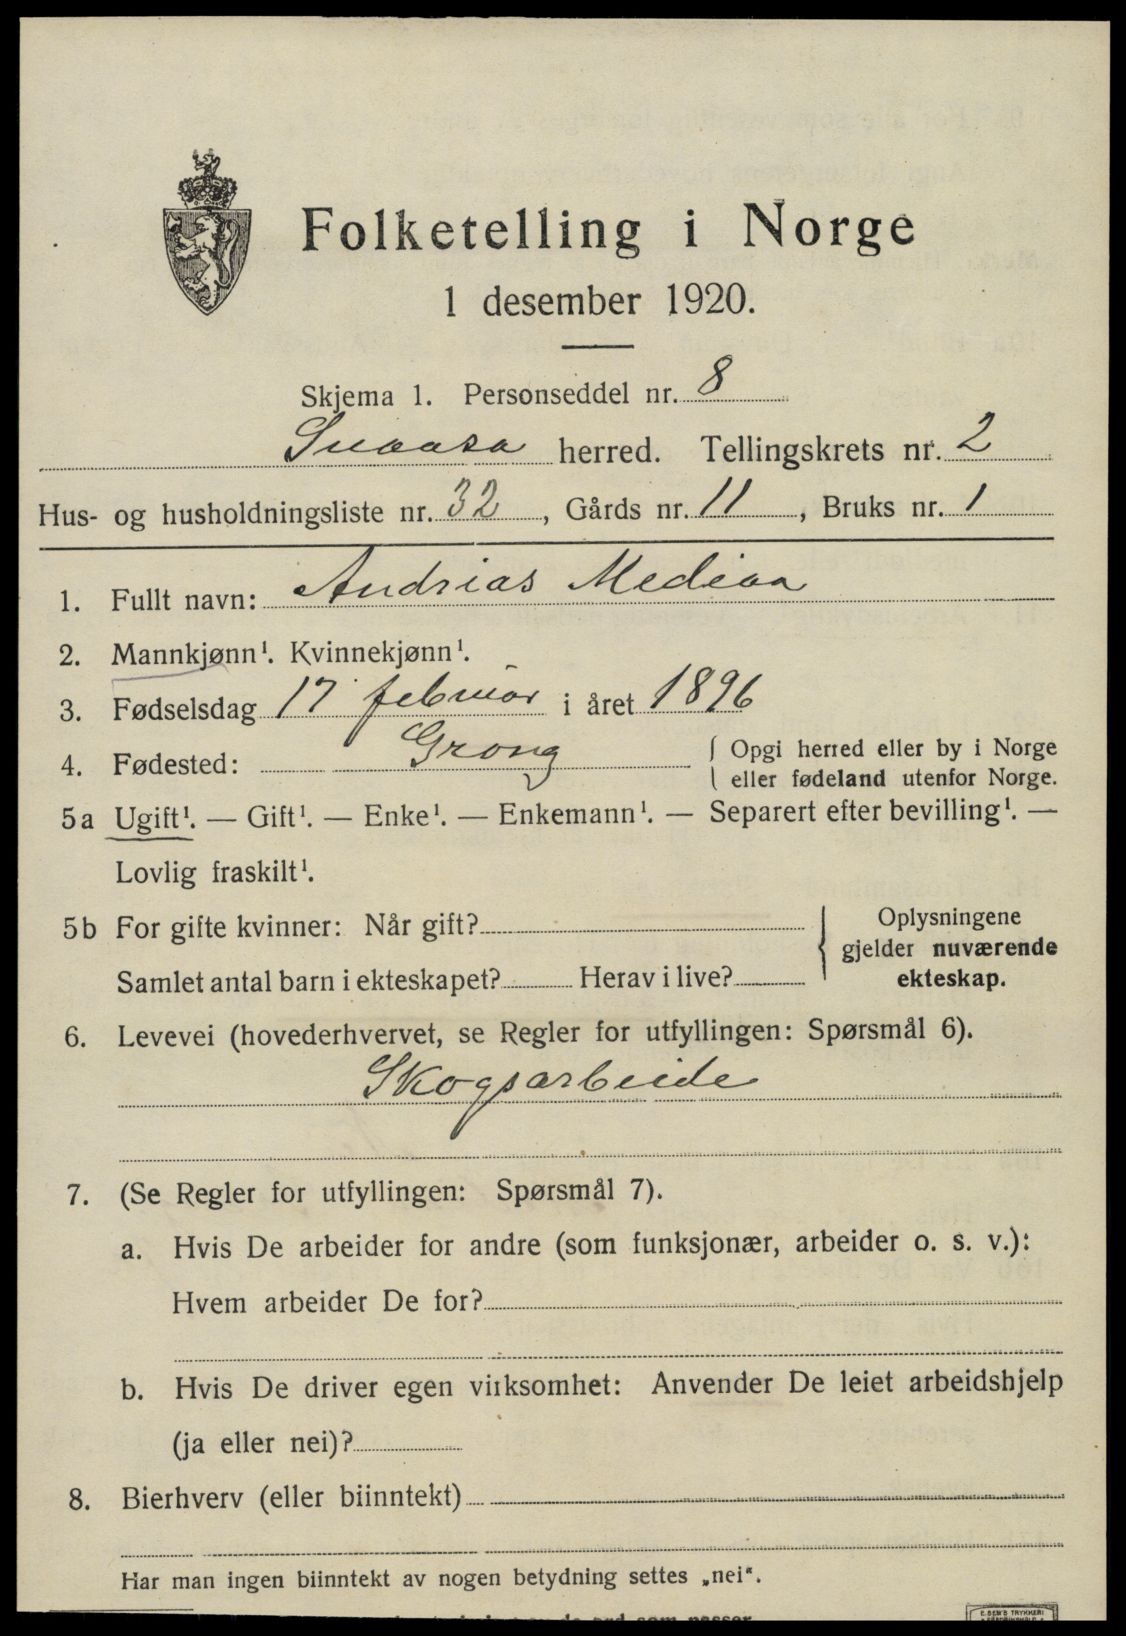 Folketelling i Norge
1 desember 1920.
Skjema 1. Personseddel nr. 8
Snaasa herred. Tellingskrets nr. 2
Hus- og husholdningsliste nr. 32, Gårds nr. 11, Bruks nr. 1
1. Fullt navn: Andrias Mediaa
2. Mannkjønn¹. Kvinnekjønn¹.
3. Fødselsdag 17 februar i året 1896
4. Fødested: Grong { Opgi herred eller by i Norge
eller fødeland utenfor Norge.
5a Ugift¹. — Gift¹. — Enke¹. — Enkemann¹. — Separert efter bevilling¹. —
Lovlig fraskilt¹.
5b For gifte kvinner: Når gift?
Samlet antal barn i ekteskapet? Herav i live?
Oplysningene
gjelder nuværende
ekteskap.
6. Levevei (hovederhvervet, se Regler for utfyllingen: Spørsmål 6).
Skogsarbeide
7. (Se Regler for utfyllingen: Spørsmål 7).
a. Hvis De arbeider for andre (som funksjonær, arbeider o. s. v.):
Hvem arbeider De for?
b. Hvis De driver egen virksomhet: Anvender De leiet arbeidshjelp
(ja eller nei)?
8. Bierhverv (eller biinntekt)
Har man ingen biinntekt av nogen betydning settes „nei“.